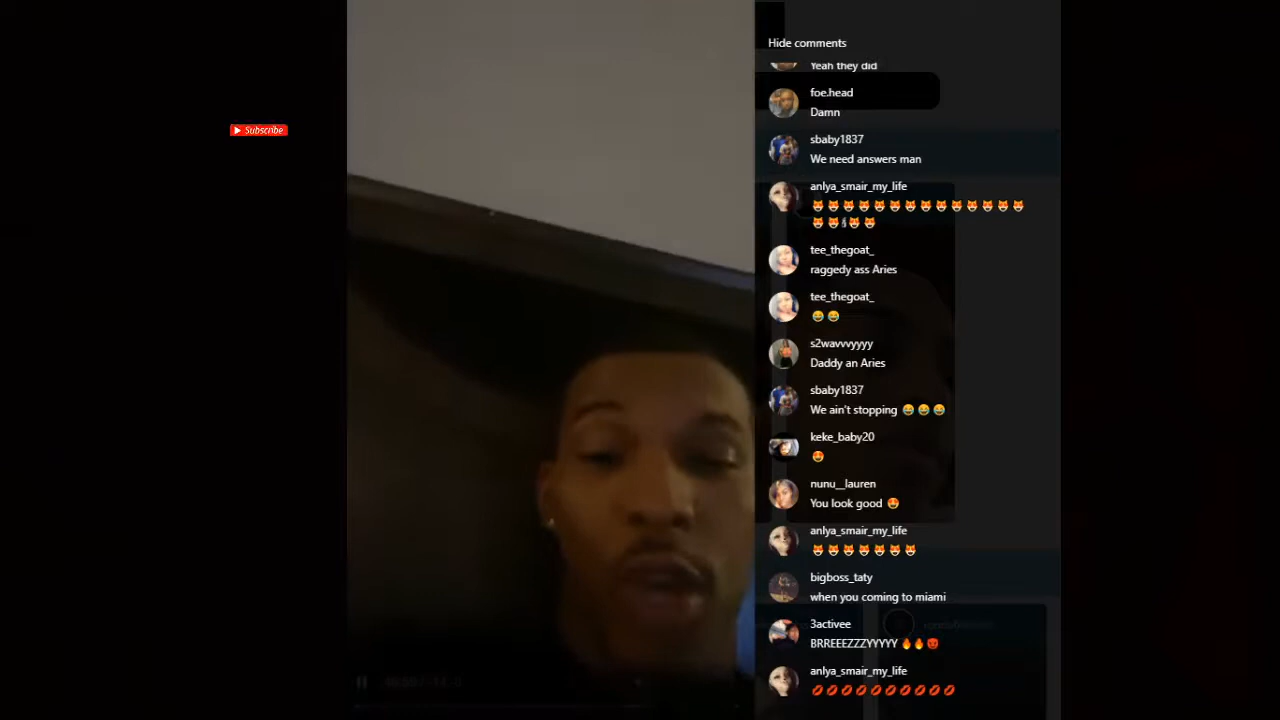 Hide comments
Yeah they did
foe.head
Damn
Subscribe
sbaby1837
We need answers man
anlya_smair_my_life
😻😻😻😻😻😻😻😻😻😻😻😻😻😻
😻😻🕯😻😻
tee_thegoat_
raggedy ass Aries
tee_thegoat_
😂😂
s2wavvvyyyy
Daddy an Aries
sbaby1837
We ain't stopping 😂😂😂
keke_baby20
😍
nunu__lauren
You look good 😍
anlya_smair_my_life
😻😻😻😻😻😻😻
bigboss_taty
when you coming to miami
3activee
BRREEEZZZYYYYY 🔥🔥👹
anlya_smair_my_life
💋💋💋💋💋💋💋💋💋💋